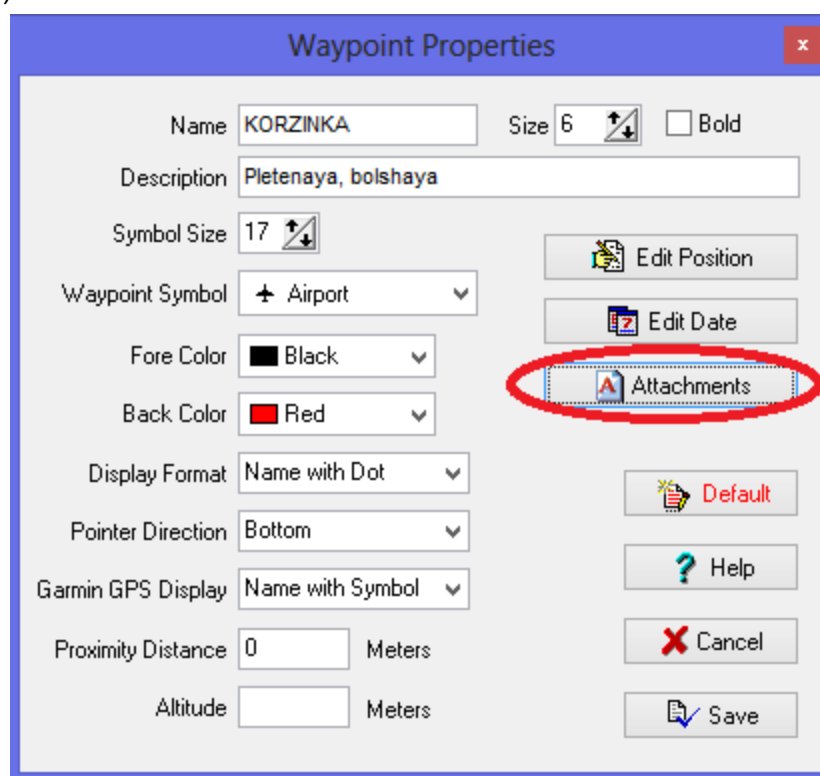 )
Waypoint Properties
x
Name KORZINKA Size 6 Bold
Description Pletenaya, bolshaya
Symbol Size 17
Edit Position
Waypoint Symbol Airport
Edit Date
Fore Color Black
Attachments
Back Color Red
Display Format Name with Dot
Default
Pointer Direction Bottom
Help
Garmin GPS Display Name with Symbol
Proximity Distance 0 Meters
Cancel
Altitude Meters
Save